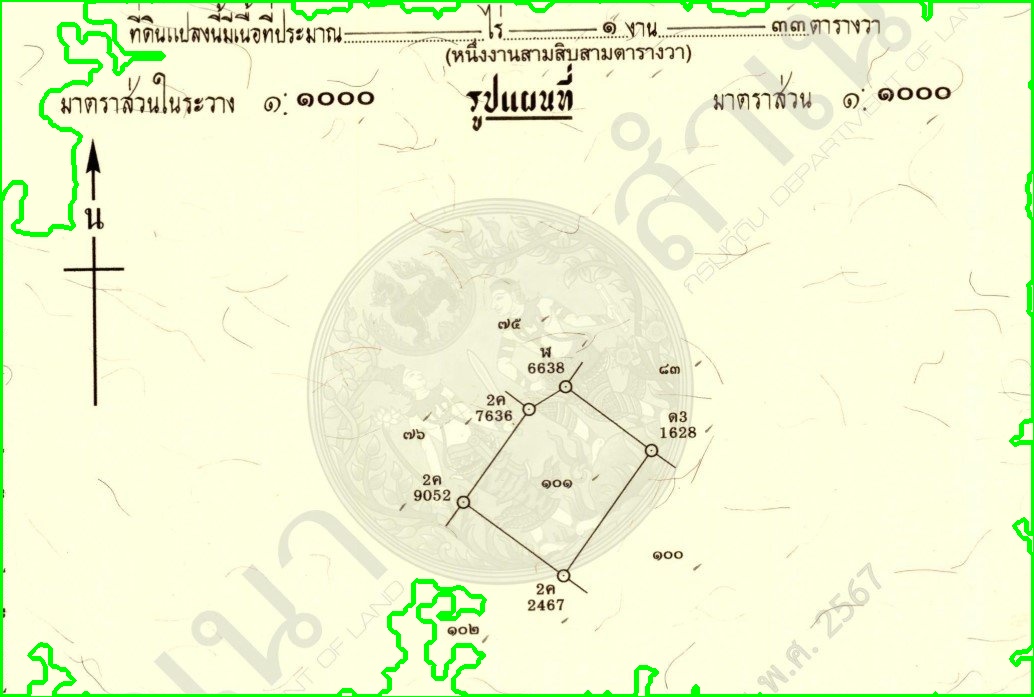 ที่ดินแปลงนี้มีเนื้อที่ประมาณ ไร่ ๑ งาน ๓๓ ตารางวา
(หนึ่งงานสามสิบสามตารางวา)
มาตราส่วนในระวาง ๑: ๑๐๐๐ รูปแผนที่ มาตราส่วน ๑: ๑๐๐๐
น
๗๕
ฬ
6638
๘๓
2ค
7636
ด3
1628
๗๖
2ค
9052
๑๐๑
๑๐๐
2ค
2467
๑๐๒
สำเนา
กรมที่ดิน DEPARTMENT OF LAND
พ.ศ. 2567